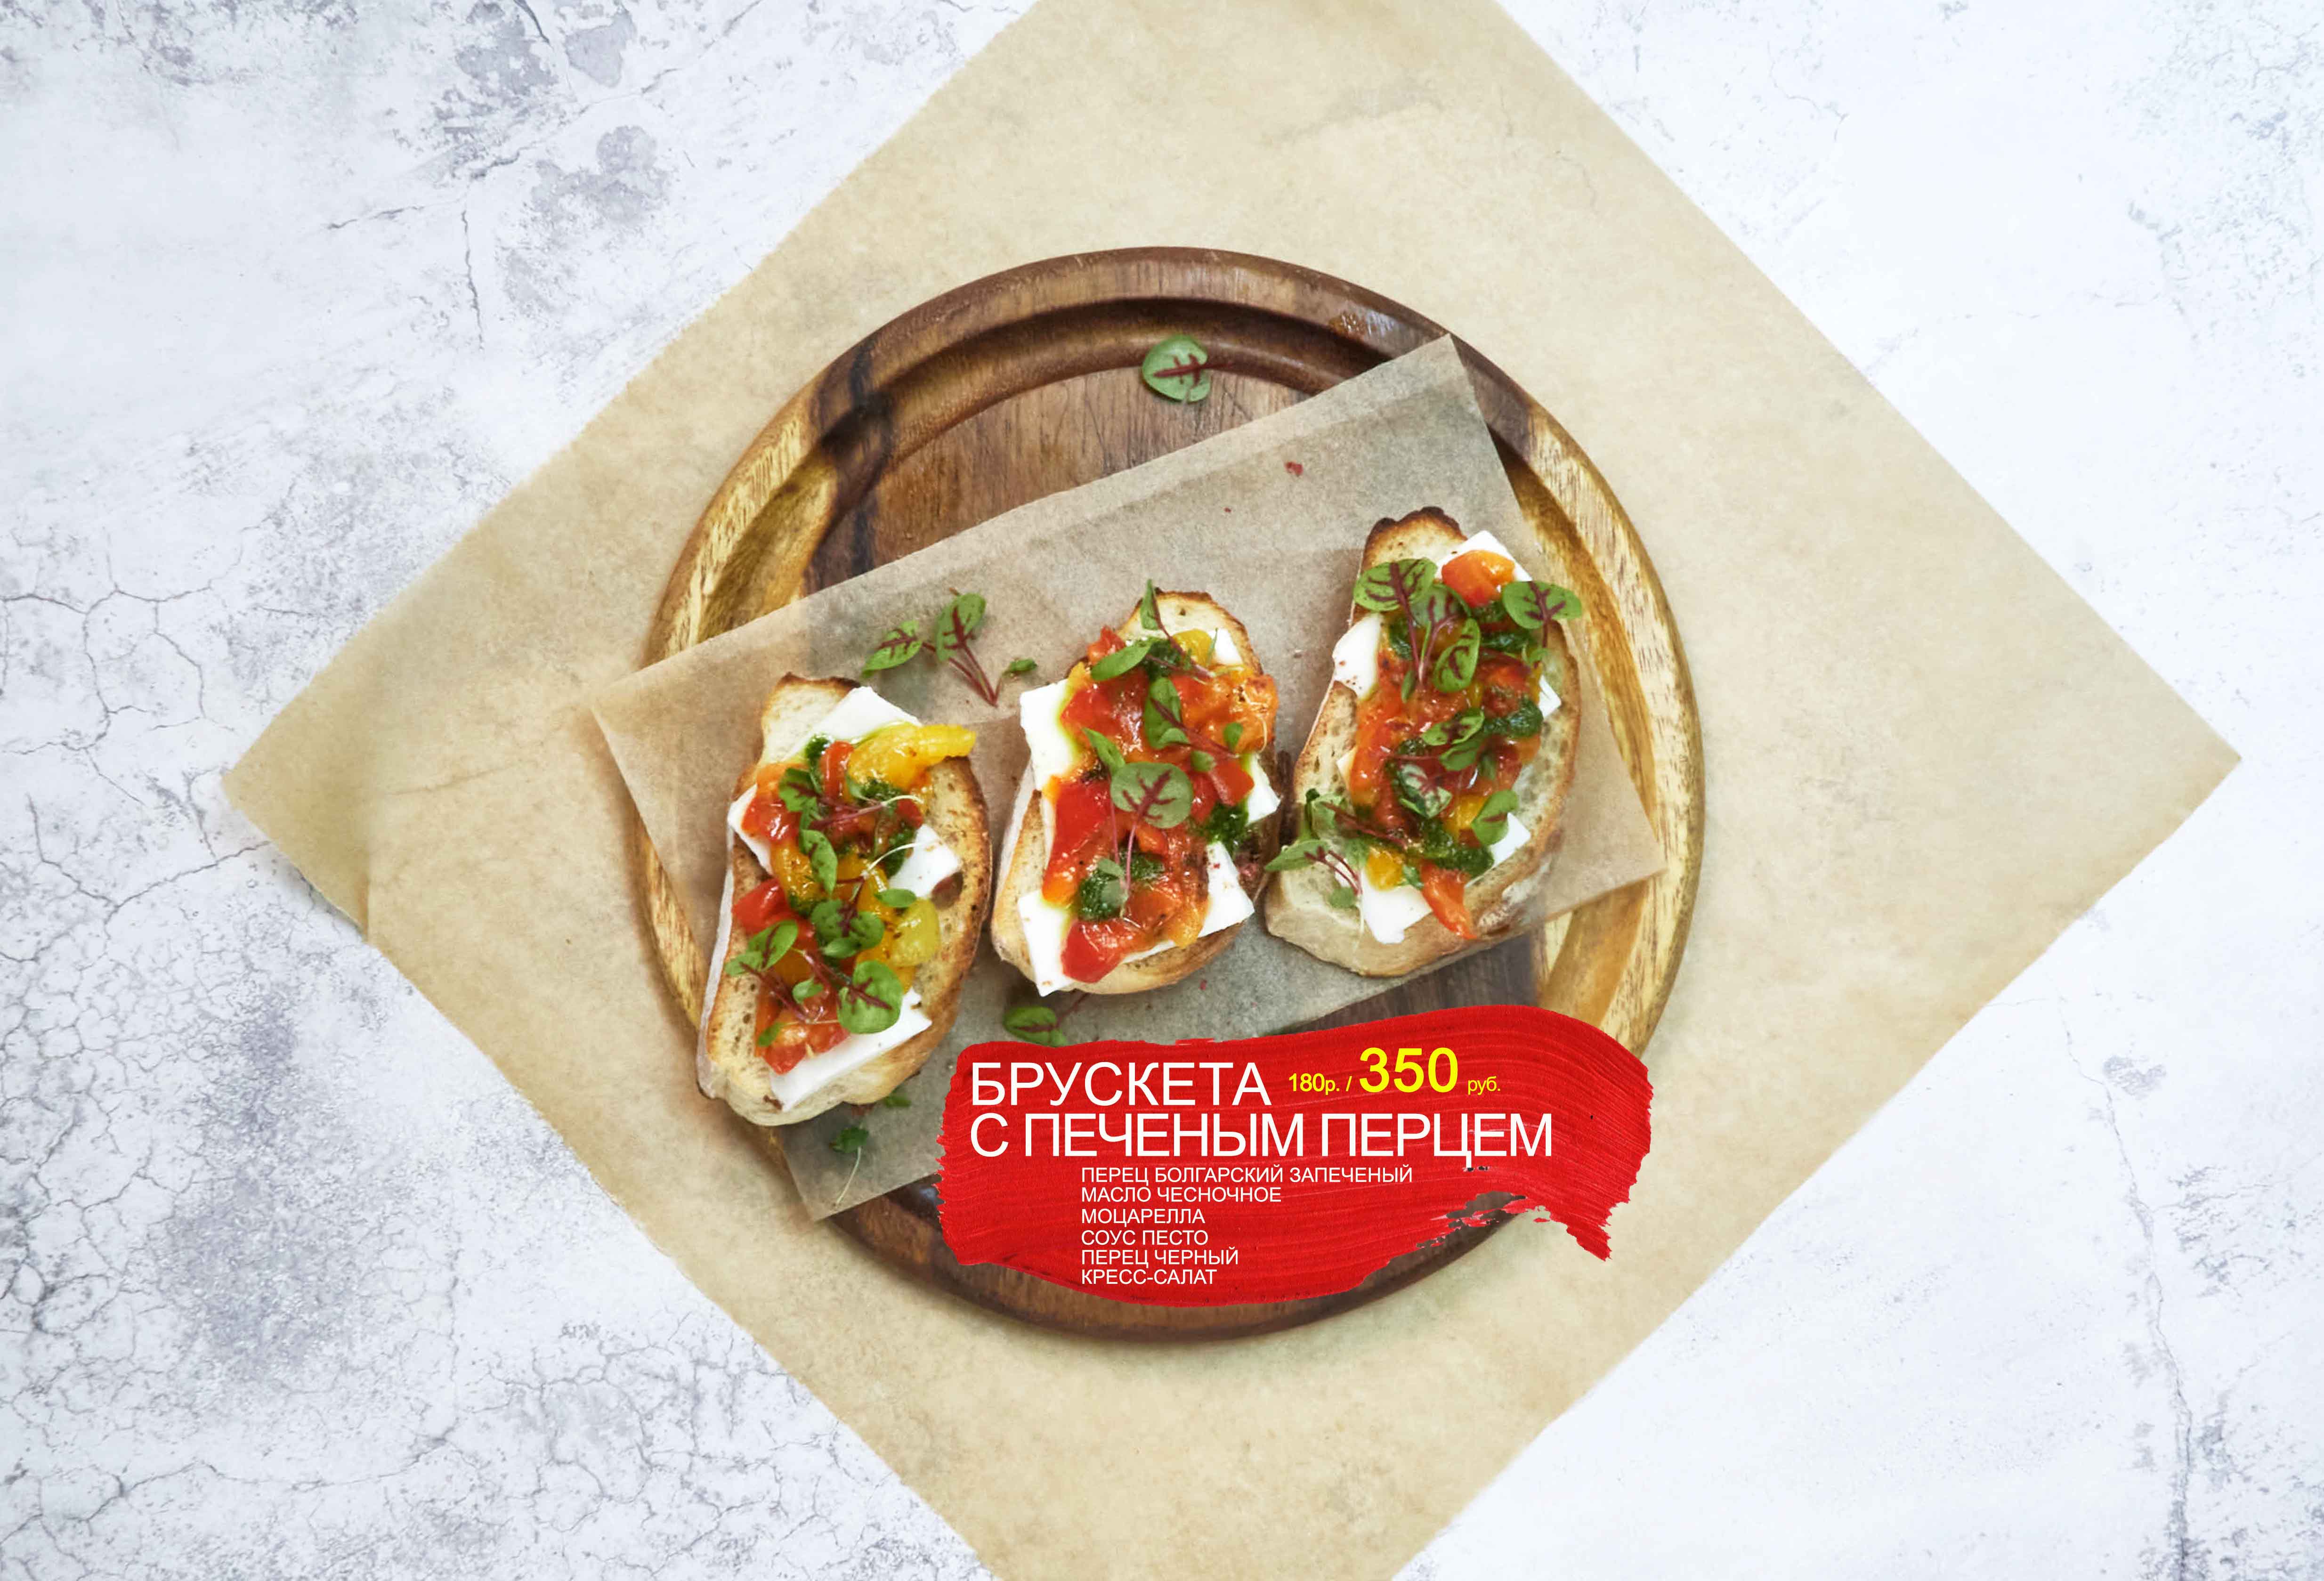 БРУСКЕТА 180р. / 350 руб.
С ПЕЧЕНЫМ ПЕРЦЕМ
ПЕРЕЦ БОЛГАРСКИЙ ЗАПЕЧЕНЫЙ
МАСЛО ЧЕСНОЧНОЕ
МОЦАРЕЛЛА
СОУС ПЕСТО
ПЕРЕЦ ЧЕРНЫЙ
КРЕСС-САЛАТ